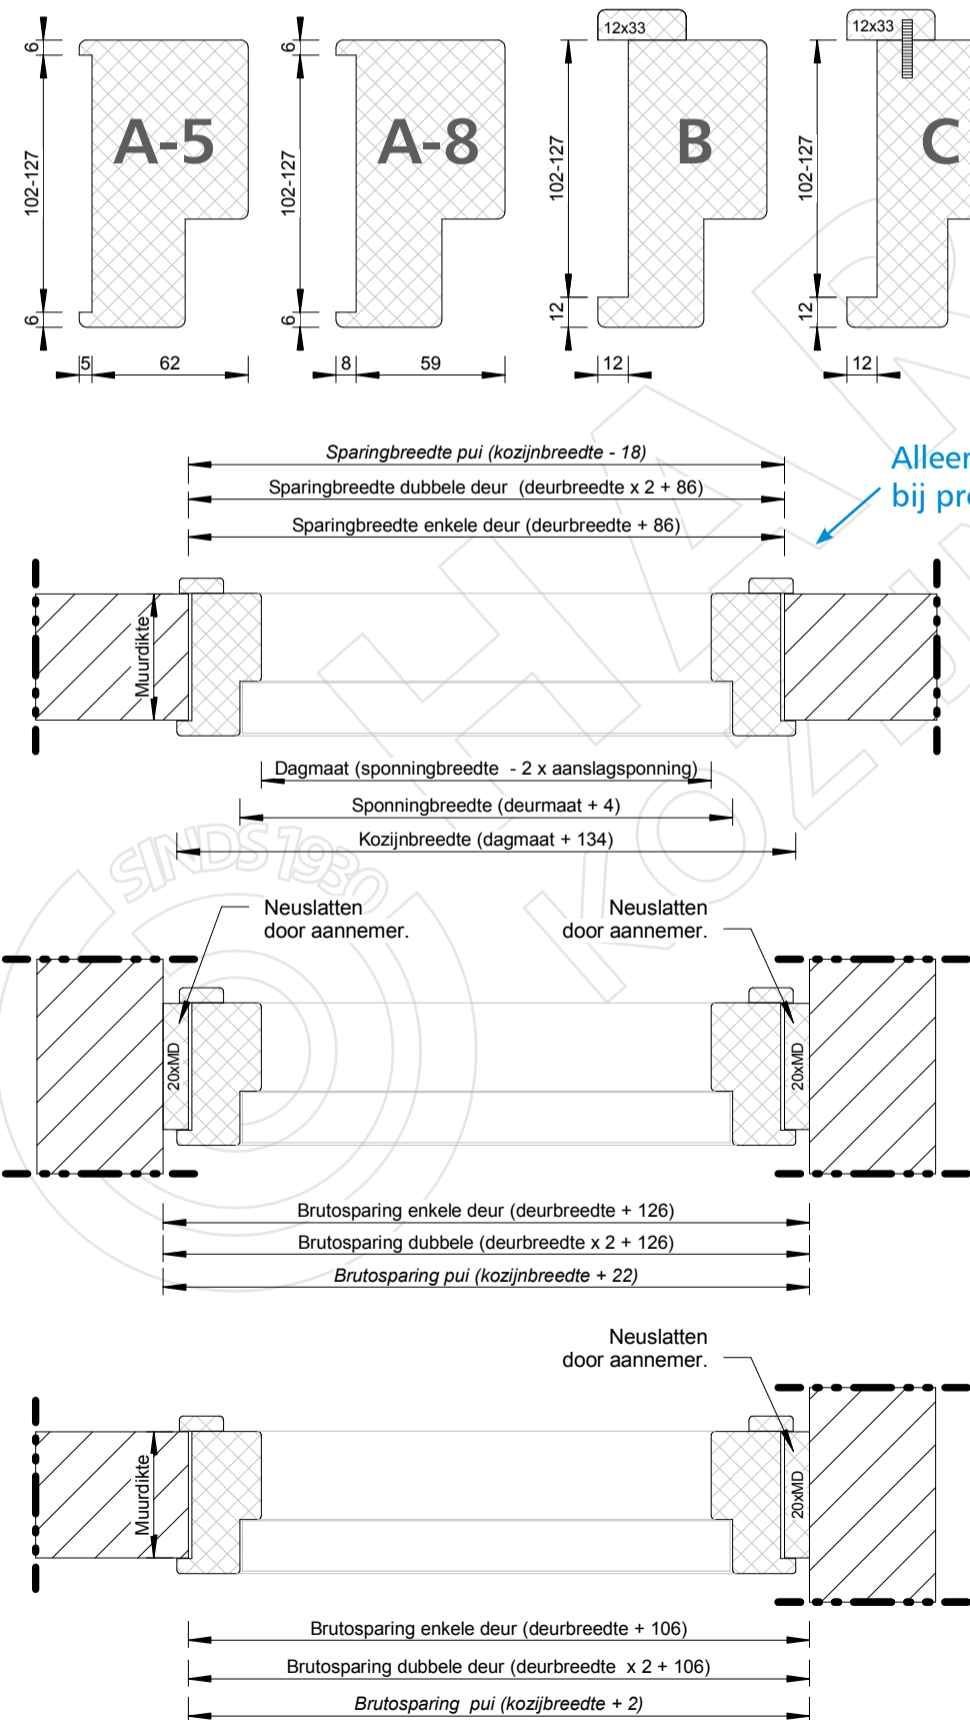 6
102-127
6
5
62
A-5
6
102-127
6
8
59
A-8
12x33
102-127
12
12
B
12x33
102-127
12
12
C
Sparingbreedte pui (kozijnbreedte - 18)
Sparingbreedte dubbele deur (deurbreedte x 2 + 86)
Sparingbreedte enkele deur (deurbreedte + 86)
bij
Muurdikte
Dagmaat (sponningbreedte - 2 x aanslagsponning)
Sponningbreedte (deurmaat + 4)
Kozijnbreedte (dagmaat + 134)
SINDS 1930
Neuslatten
door aannemer.
Neuslatten
door aannemer.
20xMD
20xMD
Brutosparing enkele deur (deurbreedte + 126)
Brutosparing dubbele (deurbreedte x 2 + 126)
Brutosparing pui (kozijnbreedte + 22)
Neuslatten
door aannemer.
Muurdikte
20xMD
Brutosparing enkele deur (deurbreedte + 106)
Brutosparing dubbele deur (deurbreedte x 2 + 106)
Brutosparing pui (kozijbreedte + 2)